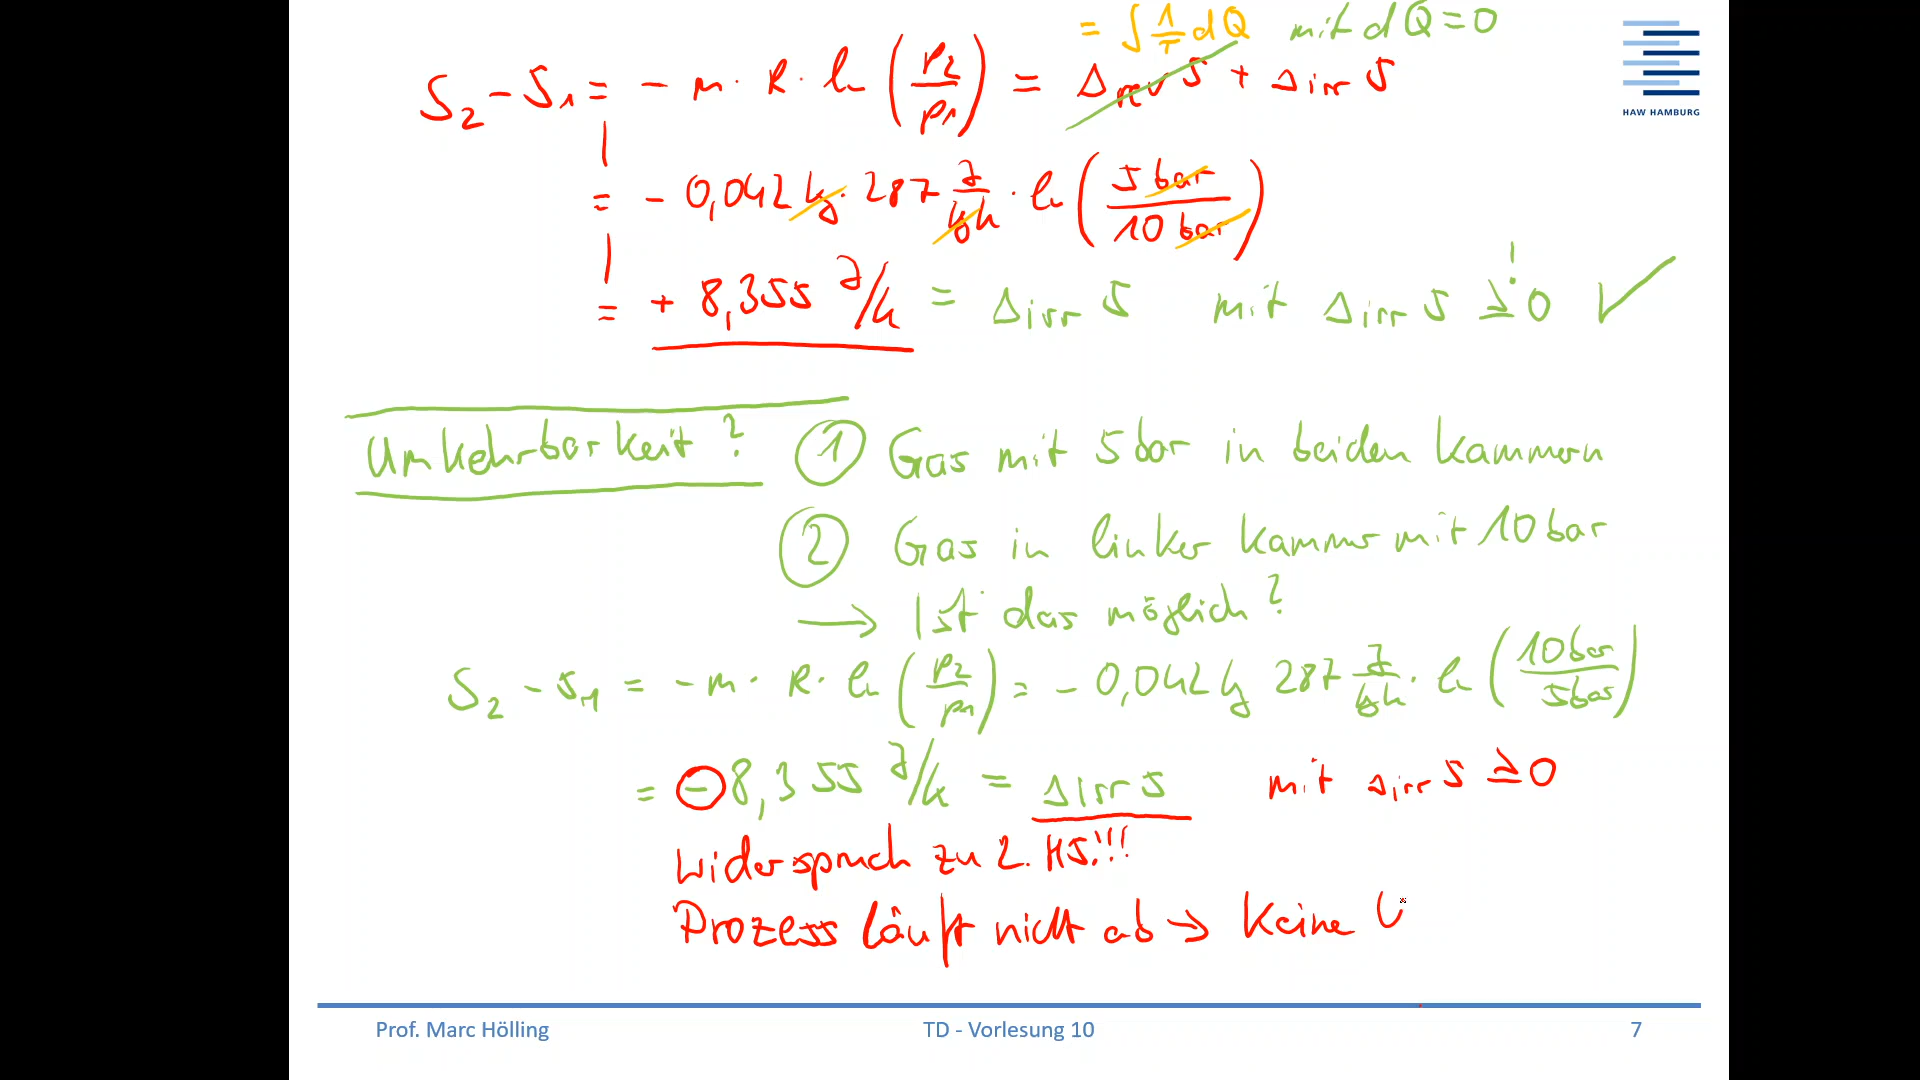 = ∫ 1/T dQ mit dQ = 0
HAW HAMBURG
S₂ - S₁ = - m · R · ln (p₂/p₁) = Δrev S + Δirr S
= - 0,042 kg · 287 J/kgK · ln (5 bar/10 bar)
= + 8,355 J/K = Δirr S mit Δirr S ≥! 0 ✓
Umkehrbarkeit? ① Gas mit 5 bar in beiden Kammern
② Gas in linker Kammer mit 10 bar
→ Ist das möglich?
S₂ - S₁ = - m · R · ln (p₂/p₁) = - 0,042 kg 287 J/kgK · ln (10 bar/5 bar)
= - 8,355 J/K = Δirr S mit Δirr S ≥ 0
Widerspruch zu 2. HS!!!
Prozess läuft nicht ab → Keine U
Prof. Marc Hölling TD - Vorlesung 10 7